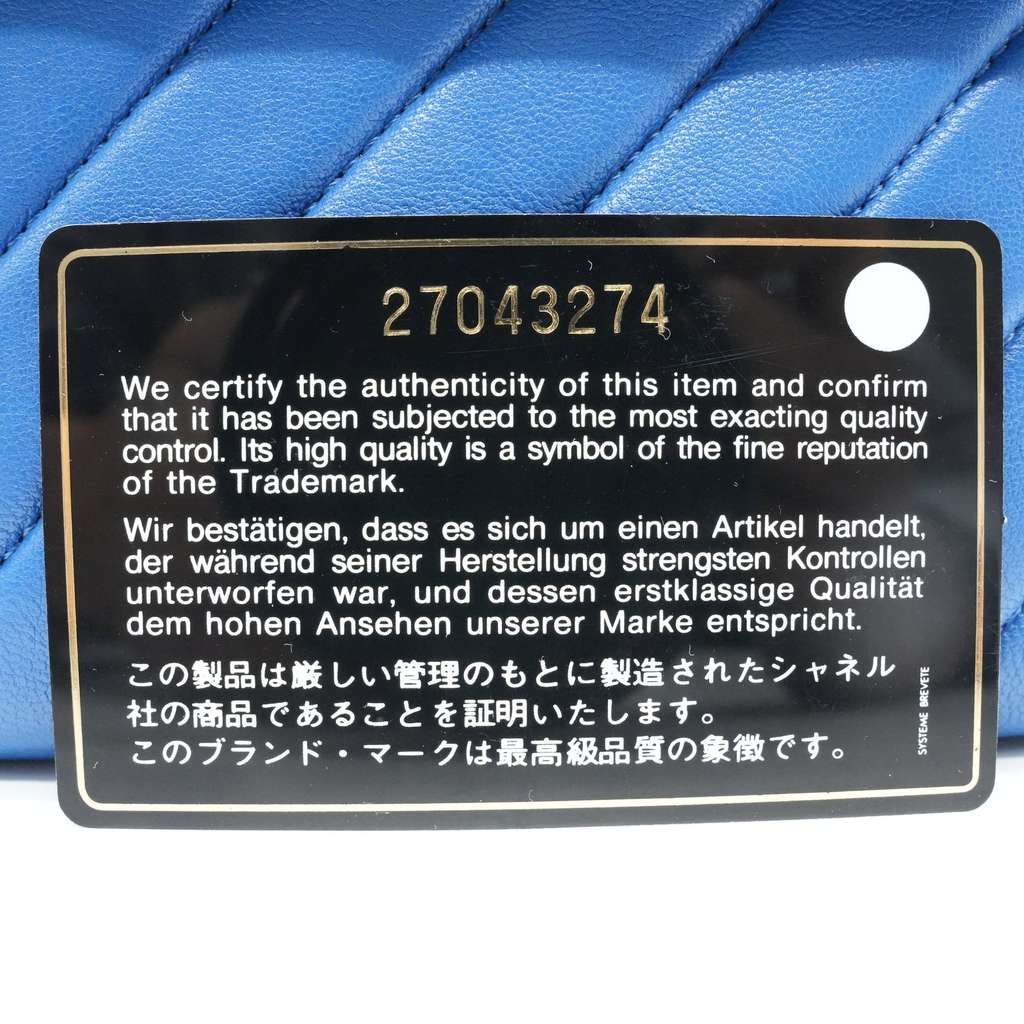 27043274
We certify the authenticity of this item and confirm
that it has been subjected to the most exacting quality
control. Its high quality is a symbol of the fine reputation
of the Trademark.
Wir bestätigen, dass es sich um einen Artikel handelt,
der während seiner Herstellung strengsten Kontrollen
unterworfen war, und dessen erstklassige Qualität
dem hohen Ansehen unserer Marke entspricht.
この製品は厳しい管理のもとに製造されたシャネル
社の商品であることを証明いたします。
このブランド・マークは最高級品質の象徴です。
SYSTEME BREVETE